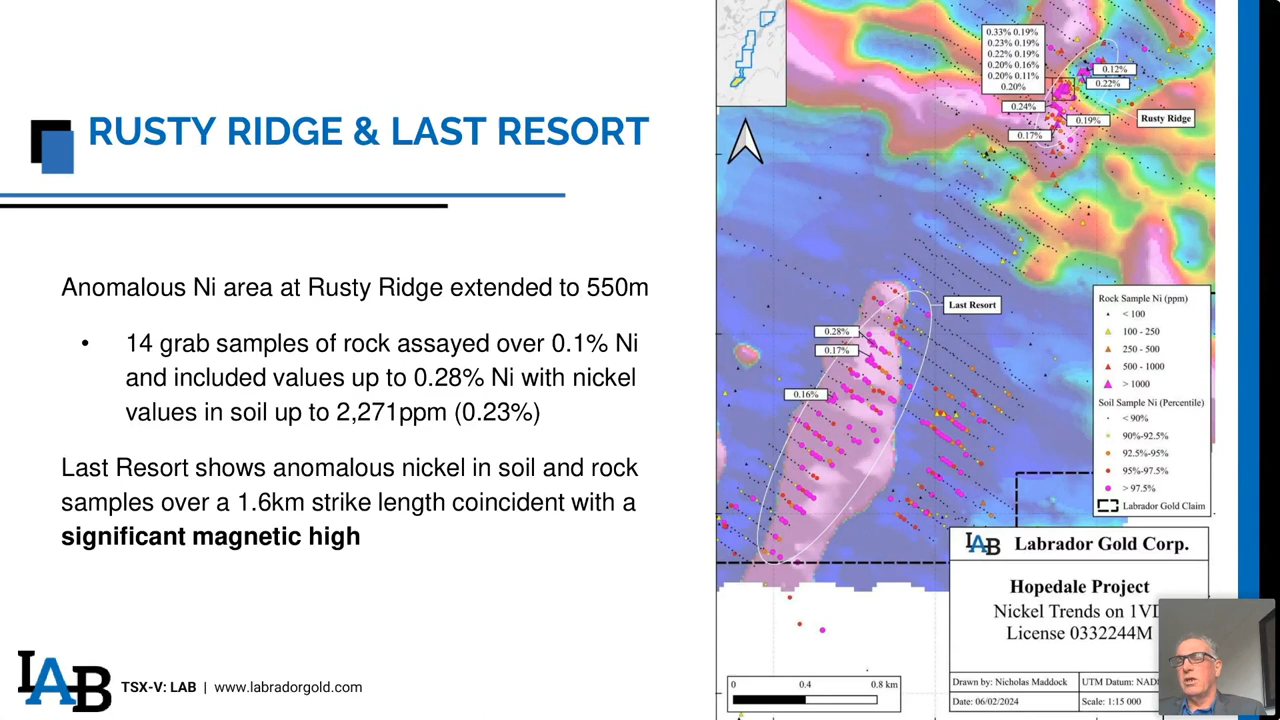 RUSTY RIDGE & LAST RESORT
Anomalous Ni area at Rusty Ridge extended to 550m
• 14 grab samples of rock assayed over 0.1% Ni
and included values up to 0.28% Ni with nickel
values in soil up to 2,271ppm (0.23%)
Last Resort shows anomalous nickel in soil and rock
samples over a 1.6km strike length coincident with a
significant magnetic high
LAB
TSX-V: LAB | www.labradorgold.com
0.33% 0.19%
0.23% 0.19%
0.22% 0.19%
0.20% 0.16%
0.20% 0.11%
0.20%
0.12%
0.22%
0.24%
0.19%
0.17%
Rusty Ridge
Last Resort
0.28%
0.17%
0.16%
Rock Sample Ni (ppm)
< 100
100 - 250
250 - 500
500 - 1000
> 1000
Soil Sample Ni (Percentile)
< 90%
90%-92.5%
92.5%-95%
95%-97.5%
> 97.5%
Labrador Gold Claim
LAB Labrador Gold Corp.
Hopedale Project
Nickel Trends on 1VD
License 0332244M
Drawn by: Nicholas Maddock
UTM Datum: NAD
Date: 06/02/2024
Scale: 1:15 000
0 0.4 0.8 km